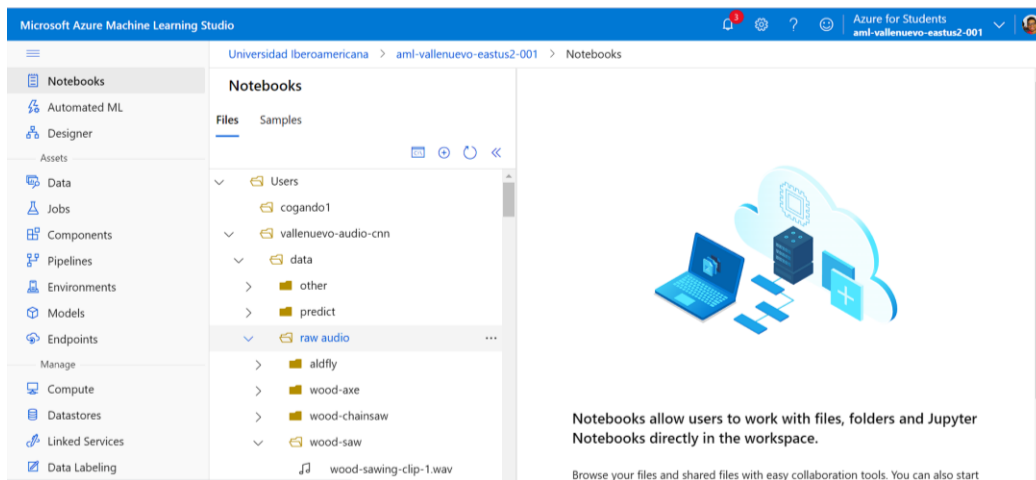 Microsoft Azure Machine Learning Studio
3
Azure for Students
aml-vallenuevo-eastus2-001
Universidad Iberoamericana > aml-vallenuevo-eastus2-001 > Notebooks
Notebooks
Automated ML
Designer
Assets
Data
Jobs
Components
Pipelines
Environments
Models
Endpoints
Manage
Compute
Datastores
Linked Services
Data Labeling
Notebooks
Files Samples
Users
cogando1
vallenuevo-audio-cnn
data
other
predict
raw audio
aldfly
wood-axe
wood-chainsaw
wood-saw
wood-sawing-clip-1.wav
Notebooks allow users to work with files, folders and Jupyter
Notebooks directly in the workspace.
Browse your files and shared files with easy collaboration tools. You can also start